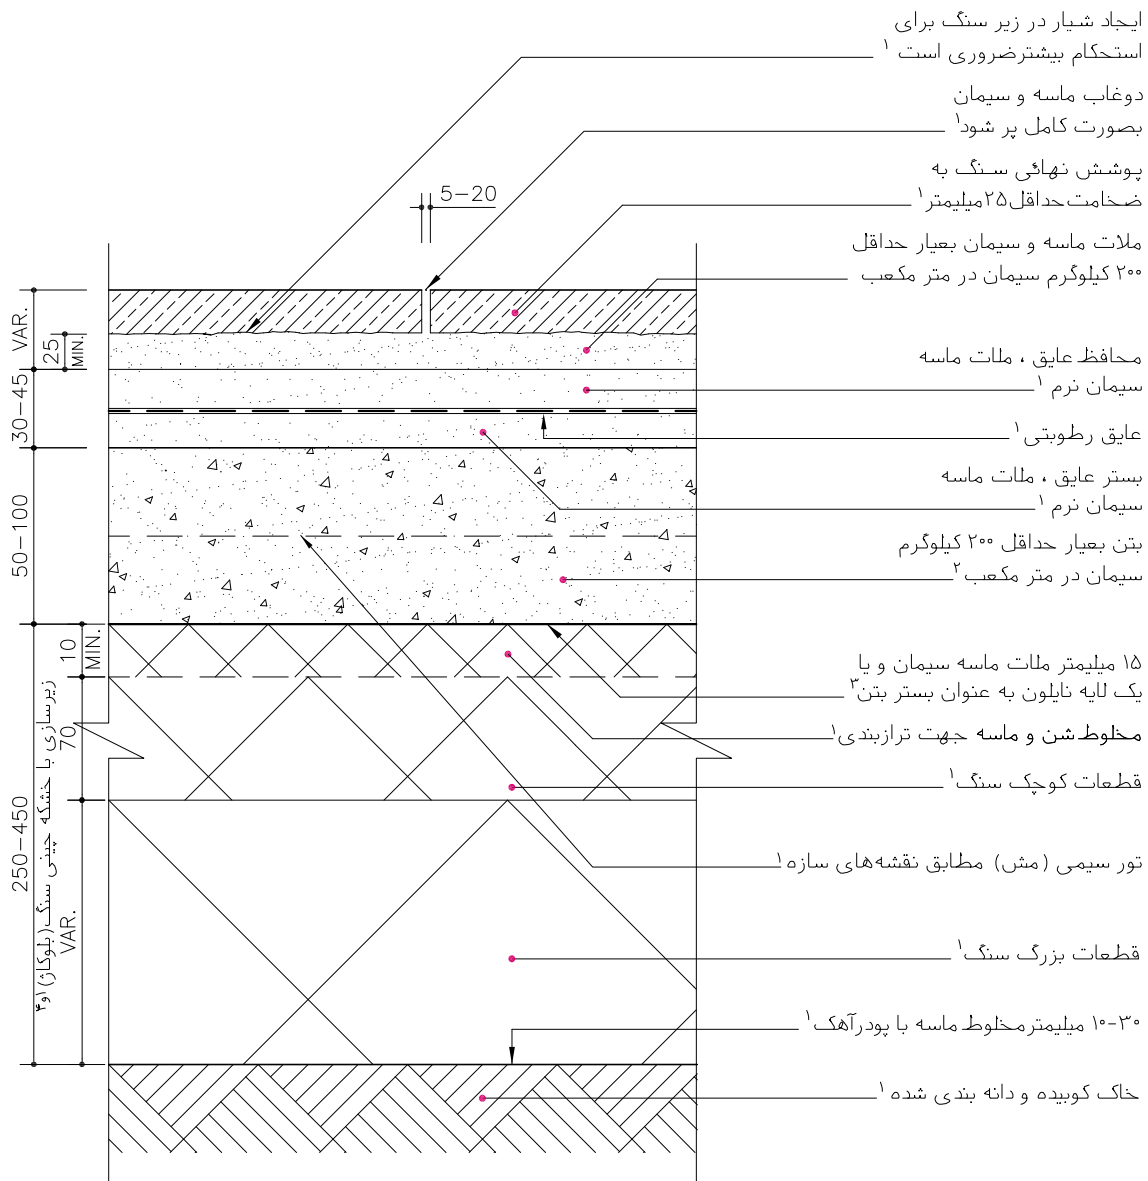 ایجاد شیار در زیر سنگ برای
استحکام بیشترضروری است ۱
دوغاب ماسه و سیمان
بصورت کامل پر شود۱
پوشش نهائی سنگ به
ضخامت حداقل۲۵میلیمتر۱
ملات ماسه و سیمان بعیار حداقل
۲۰۰ کیلوگرم سیمان در متر مکعب
محافظ عایق ، ملات ماسه
سیمان نرم ۱
عایق رطوبتی۱
بستر عایق ، ملات ماسه
سیمان نرم ۱
بتن بعیار حداقل ۲۰۰ کیلوگرم
سیمان در متر مکعب۲
۱۵ میلیمتر ملات ماسه سیمان و یا
یک لایه نایلون به عنوان بستر بتن۳
مخلوط شن و ماسه جهت ترازبندی۱
قطعات کوچک سنگ۱
تور سیمی (مش) مطابق نقشه‌های سازه۱
قطعات بزرگ سنگ۱
۱۰-۳۰ میلیمترمخلوط ماسه با پودرآهک۱
خاک کوبیده و دانه بندی شده۱
5-20
VAR.
25
MIN.
30-45
50-100
10
MIN.
70
250-450
زیرسازی با خشکه چینی سنگ(بلوکاژ)۱و۴
VAR.